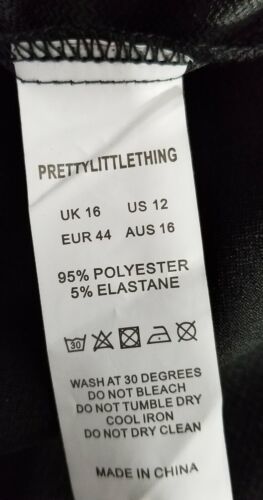 PRETTYLITTLETHING
UK 16 US 12
EUR 44 AUS 16
95% POLYESTER
5% ELASTANE
30
WASH AT 30 DEGREES
DO NOT BLEACH
DO NOT TUMBLE DRY
COOL IRON
DO NOT DRY CLEAN
MADE IN CHINA